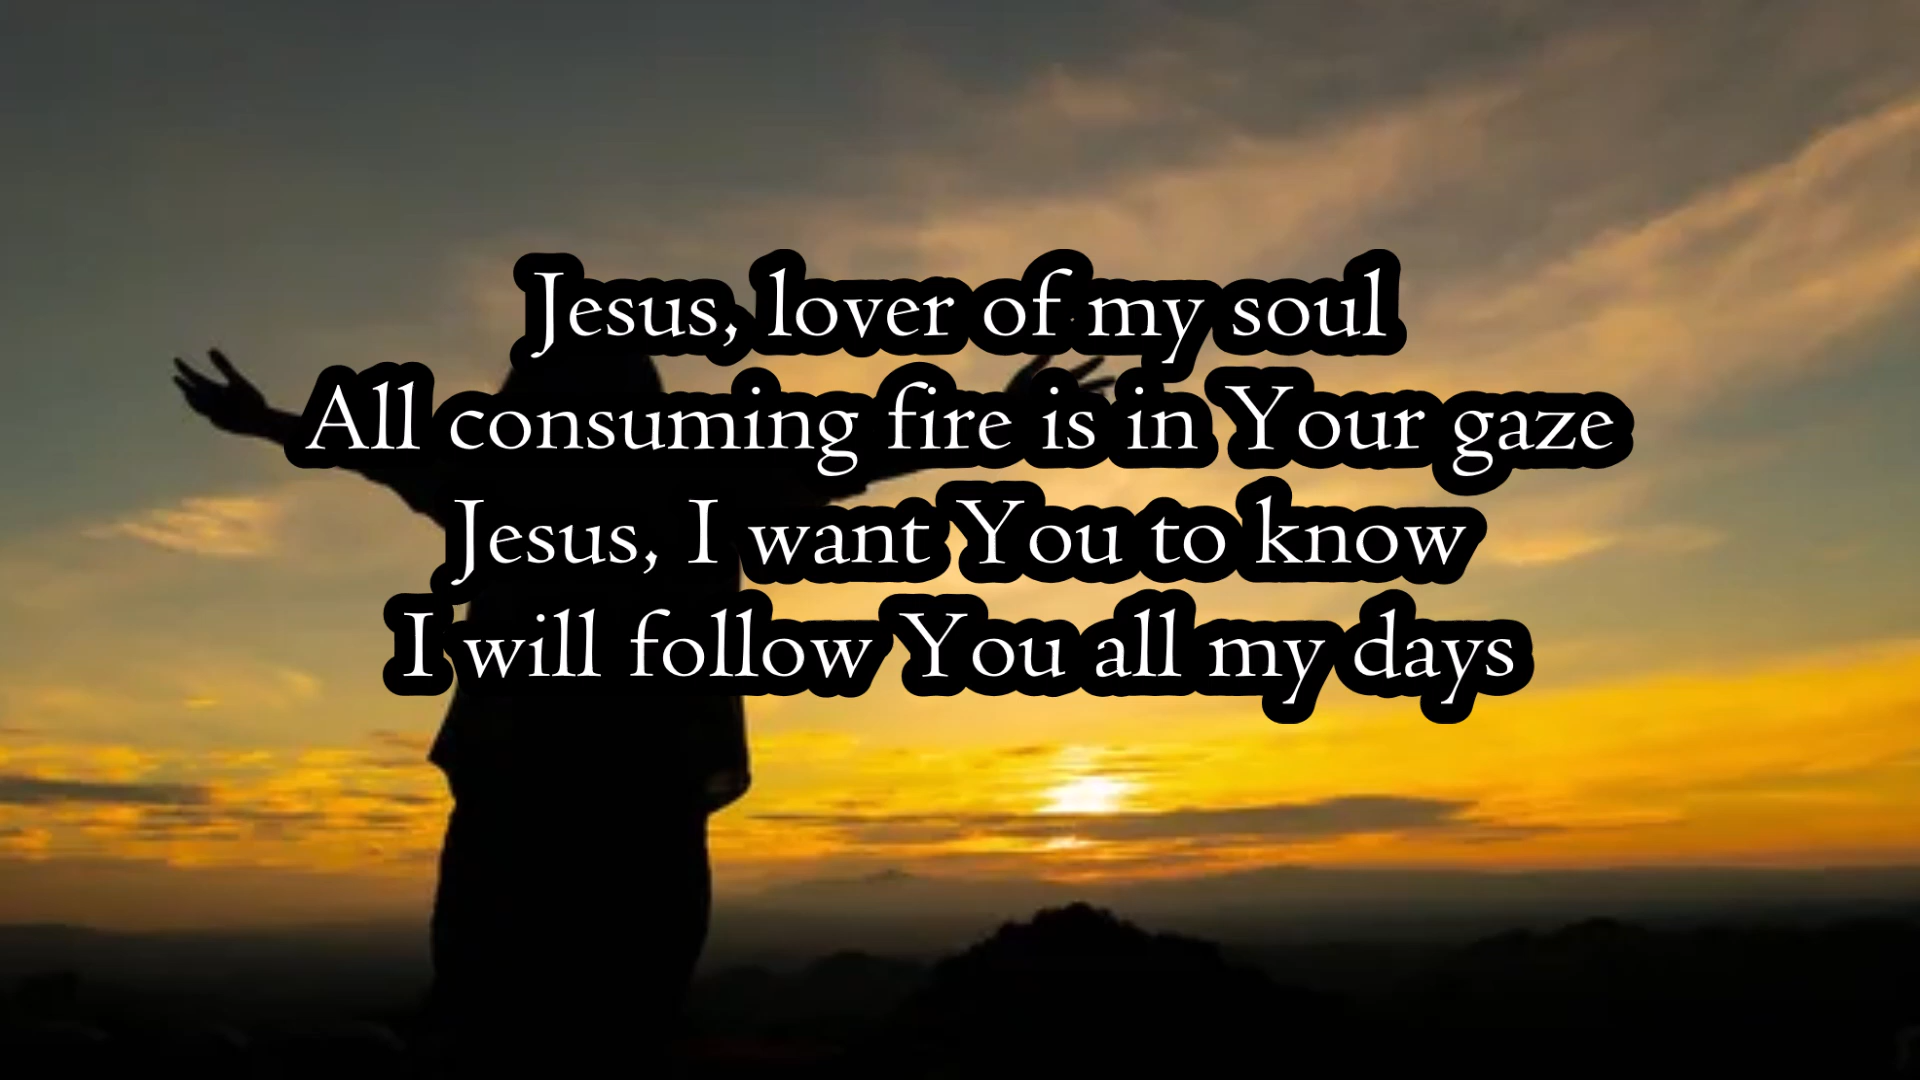 Jesus, lover of my soul
All consuming fire is in Your gaze
Jesus, I want You to know
I will follow You all my days